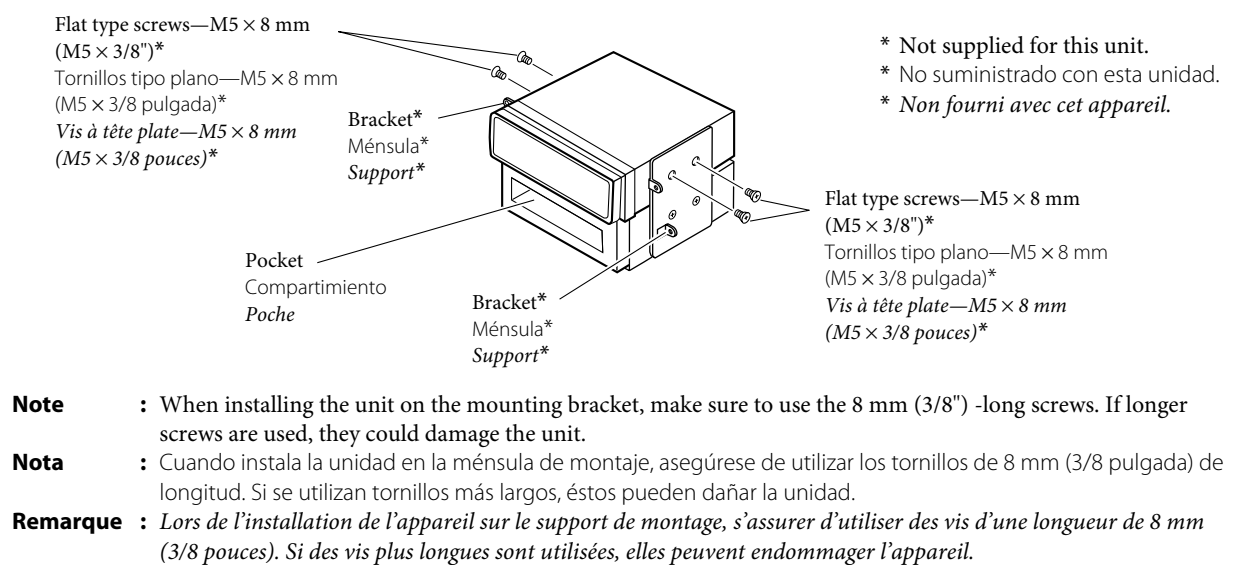 Flat type screws—M5 × 8 mm
(M5 × 3/8")*
Tornillos tipo plano—M5 × 8 mm
(M5 × 3/8 pulgada)*
Vis à tête plate—M5 × 8 mm
(M5 × 3/8 pouces)*
Bracket*
Ménsula*
Support*
* Not supplied for this unit.
* No suministrado con esta unidad.
* Non fourni avec cet appareil.
Pocket
Compartimiento
Poche
Bracket*
Ménsula*
Support*
Flat type screws—M5 × 8 mm
(M5 × 3/8")*
Tornillos tipo plano—M5 × 8 mm
(M5 × 3/8 pulgada)*
Vis à tête plate—M5 × 8 mm
(M5 × 3/8 pouces)*
Note : When installing the unit on the mounting bracket, make sure to use the 8 mm (3/8") -long screws. If longer
screws are used, they could damage the unit.
Nota : Cuando instala la unidad en la ménsula de montaje, asegúrese de utilizar los tornillos de 8 mm (3/8 pulgada) de
longitud. Si se utilizan tornillos más largos, éstos pueden dañar la unidad.
Remarque : Lors de l'installation de l'appareil sur le support de montage, s'assurer d'utiliser des vis d'une longueur de 8 mm
(3/8 pouces). Si des vis plus longues sont utilisées, elles peuvent endommager l'appareil.